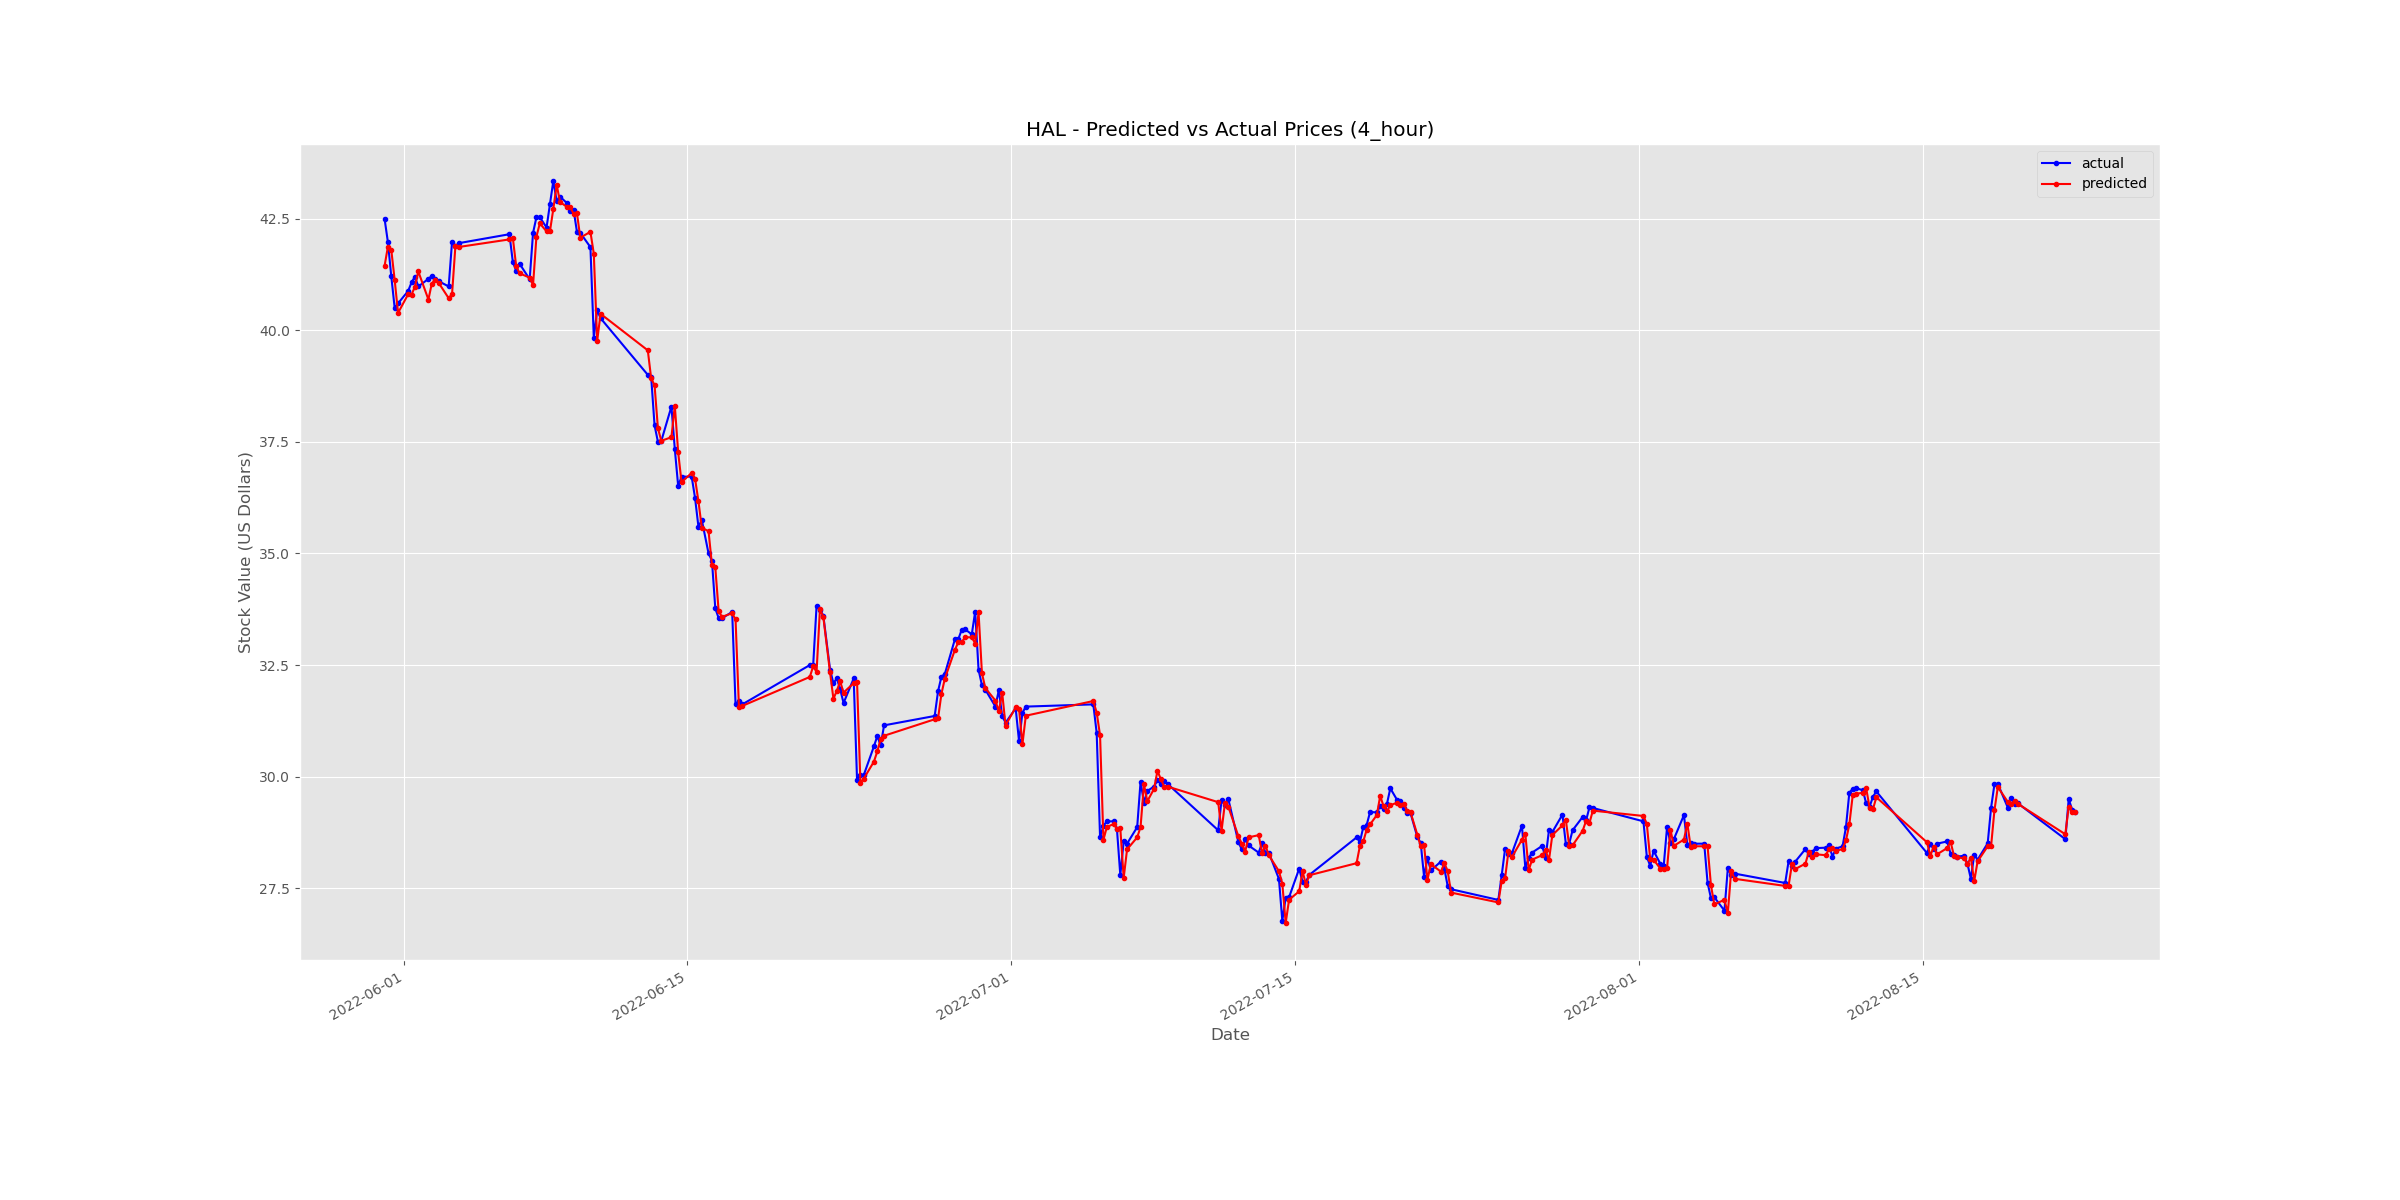 HAL - Predicted vs Actual Prices (4_hour)
actual
predicted
Stock Value (US Dollars)
42.5
40.0
37.5
35.0
32.5
30.0
27.5
2022-06-01
2022-06-15
2022-07-01
2022-07-15
2022-08-01
2022-08-15
Date